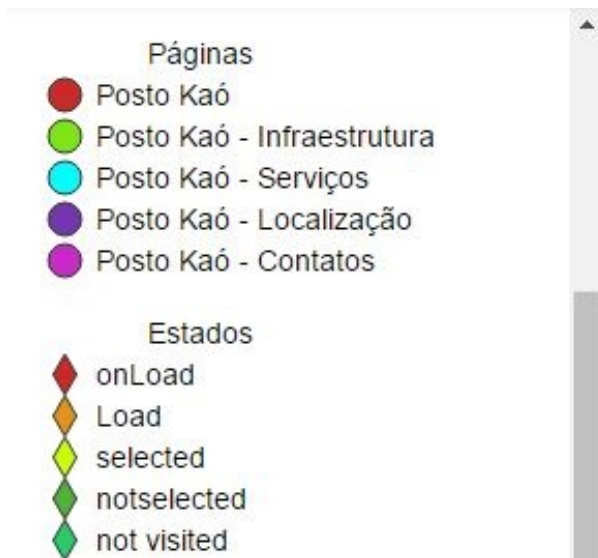 Páginas
Posto Kaó
Posto Kaó - Infraestrutura
Posto Kaó - Serviços
Posto Kaó - Localização
Posto Kaó - Contatos
Estados
onLoad
Load
selected
notselected
not visited